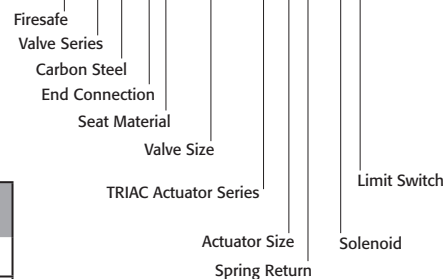 Firesafe
Valve Series
Carbon Steel
End Connection
Seat Material
Valve Size
Limit Switch
TRIAC Actuator Series
Actuator Size
Solenoid
Spring Return